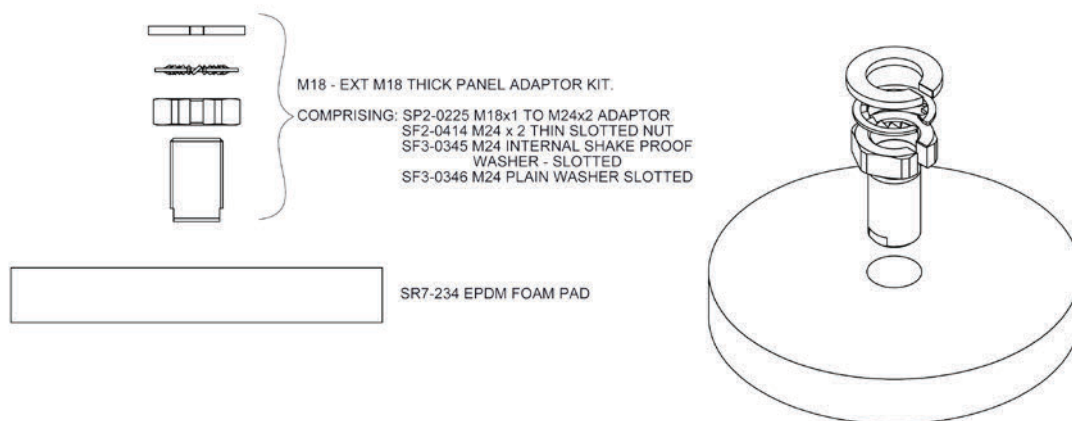 M18 - EXT M18 THICK PANEL ADAPTOR KIT.
COMPRISING: SP2-0225 M18x1 TO M24x2 ADAPTOR
SF2-0414 M24 x 2 THIN SLOTTED NUT
SF3-0345 M24 INTERNAL SHAKE PROOF
WASHER - SLOTTED
SF3-0346 M24 PLAIN WASHER SLOTTED
SR7-234 EPDM FOAM PAD